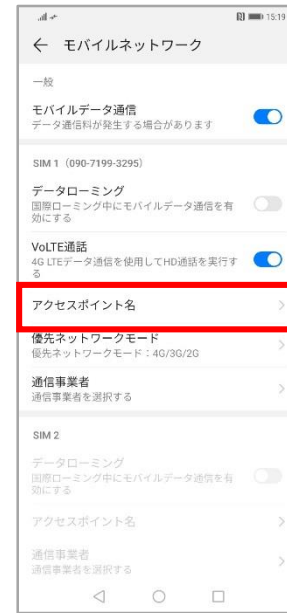 15:19
← モバイルネットワーク
一般
モバイルデータ通信
データ通信料が発生する場合があります
SIM 1（090-7199-3295）
データローミング
国際ローミング中にモバイルデータ通信を有
効にする
VoLTE通話
4G LTEデータ通信を使用してHD通話を実行す
る
アクセスポイント名
優先ネットワークモード
優先ネットワークモード：4G/3G/2G
通信事業者
通信事業者を選択する
SIM 2
データローミング
国際ローミング中にモバイルデータ通信を有
効にする
アクセスポイント名
通信事業者
通信事業者を選択する